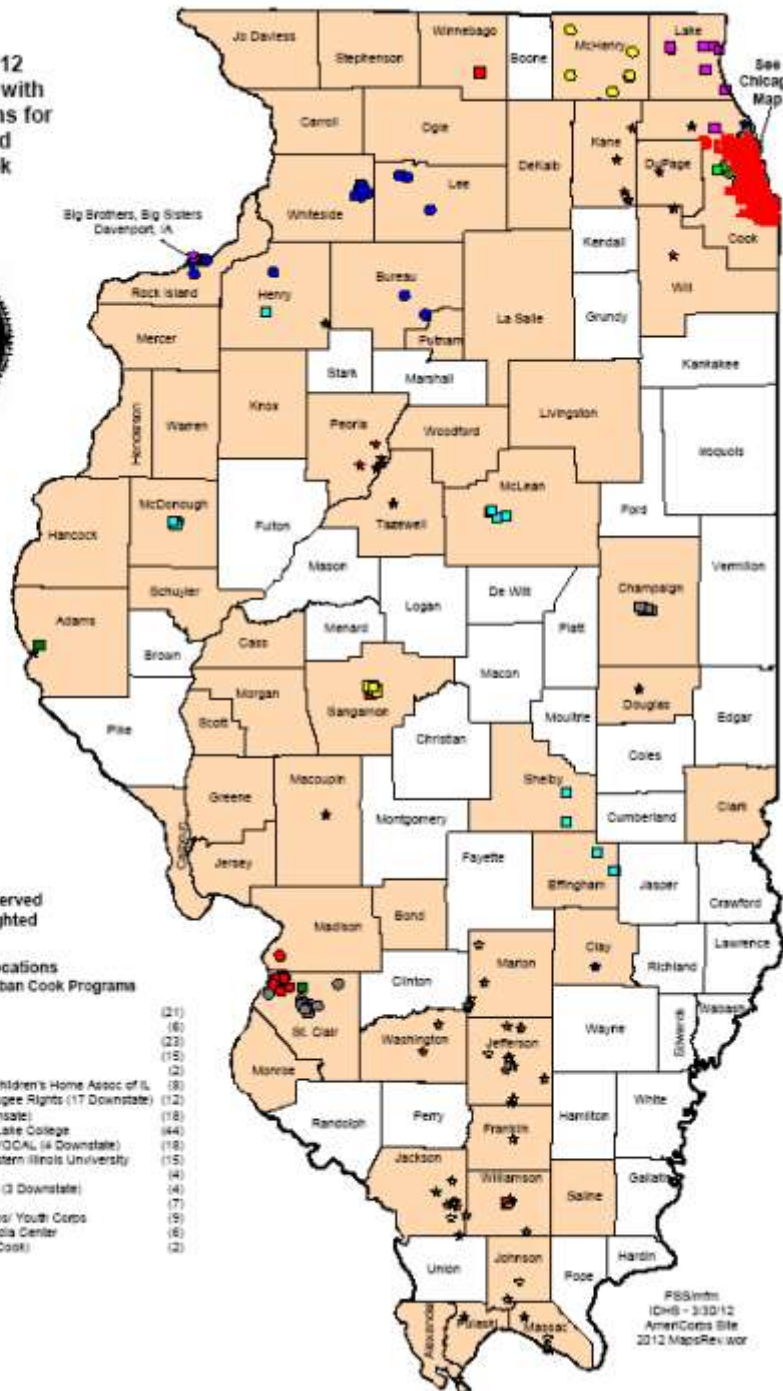 12
with
ns for
d
k
See
Chicag
Map
Jo Daviess
Stephenson
Winnebago
Boone
McHenry
Lake
Carroll
Ogle
DeKalb
Kane
DuPage
Cook
Whiteside
Lee
Kendall
Will
Big Brothers, Big Sisters
Davenport, IA
Rock Island
Henry
Bureau
Putnam
La Salle
Grundy
Mercer
Kankakee
Stark
Marshall
Knox
Livingston
Henderson
Warren
Peoria
Woodford
Iroquois
McLean
Ford
Hancock
McDonough
Fulton
Tazewell
Mason
Vermilion
Schuyler
Logan
De Witt
Champaign
Adams
Brown
Cass
Menard
Piatt
Macon
Morgan
Sangamon
Douglas
Edgar
Pike
Scott
Christian
Moultrie
Coles
Greene
Macoupin
Shelby
Cumberland
Clark
Calhoun
Montgomery
Jersey
Fayette
Effingham
Jasper
Crawford
erved
ghted
Madison
Bond
Clay
Richland
Lawrence
ocations
ban Cook Programs
Clinton
Marion
Wayne
Edwards
Wabash
St. Clair
Washington
Jefferson
Monroe
Randolph
Perry
Hamilton
White
Franklin
Jackson
Williamson
Saline
Gallatin
Union
Johnson
Pope
Hardin
Alexander
Pulaski
Massac
(21)
(6)
(23)
(15)
(2)
hildren's Home Assoc of IL (8)
ugee Rights (17 Downstate) (12)
nsate) (18)
Lake College (44)
VOCAL (4 Downstate) (18)
stern Illinois University (15)
(4)
(3 Downstate) (4)
(7)
ps/ Youth Corps (9)
dia Center (6)
Cook) (2)
PSS/mfm
IDHS - 3/30/12
AmeriCorps Site
2012 MapsRev.wor